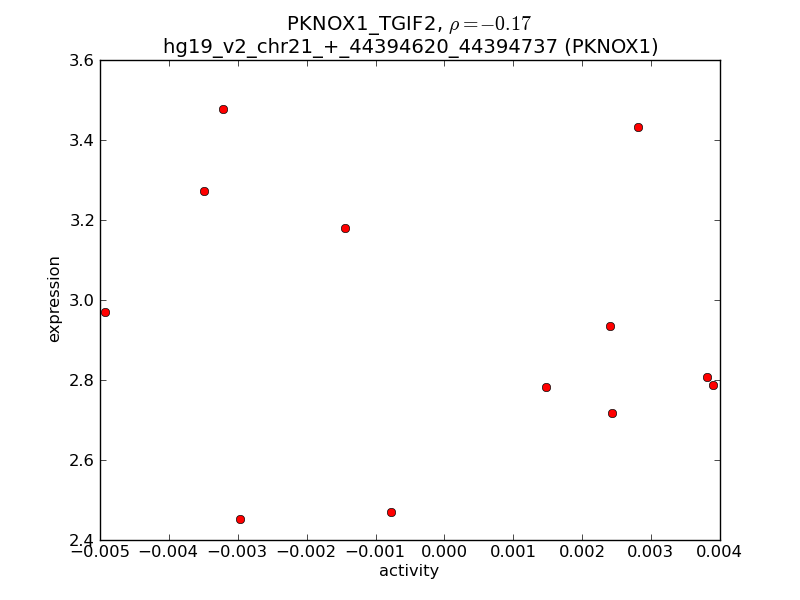 PKNOX1_TGIF2, ρ = −0.17
hg19_v2_chr21_+_44394620_44394737 (PKNOX1)
3.6
3.4
3.2
3.0
2.8
2.6
2.4
expression
−0.005 −0.004 −0.003 −0.002 −0.001 0.000 0.001 0.002 0.003 0.004
activity